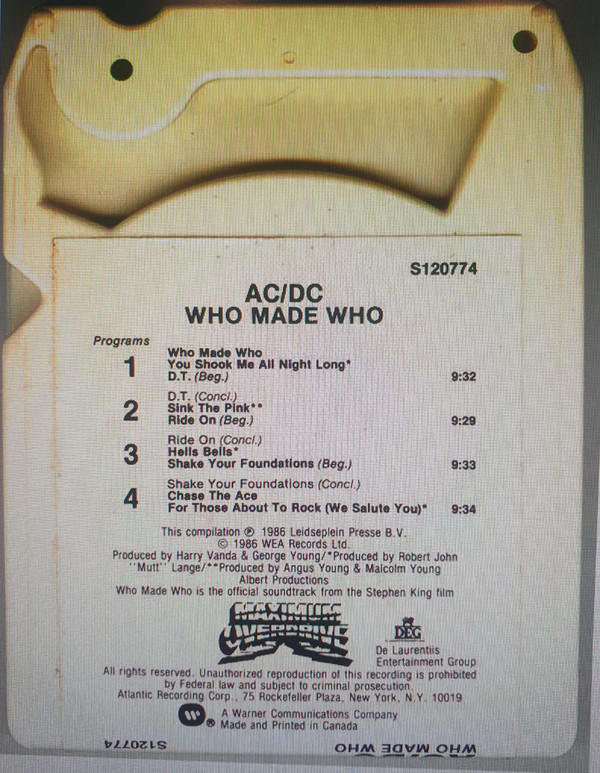 S120774
AC/DC
WHO MADE WHO
Programs
1
Who Made Who
You Shook Me All Night Long*
D.T. (Beg.) 9:32
2
D.T. (Concl.)
Sink The Pink**
Ride On (Beg.) 9:29
3
Ride On (Concl.)
Hells Bells*
Shake Your Foundations (Beg.) 9:33
4
Shake Your Foundations (Concl.)
Chase The Ace
For Those About To Rock (We Salute You)* 9:34
This compilation ℗ 1986 Leidseplein Presse B.V.
© 1986 WEA Records Ltd.
Produced by Harry Vanda & George Young/*Produced by Robert John
"Mutt" Lange/**Produced by Angus Young & Malcolm Young
Albert Productions
Who Made Who is the official soundtrack from the Stephen King film
MAXIMUM
OVERDRIVE
DEG
De Laurentiis
Entertainment Group
All rights reserved. Unauthorized reproduction of this recording is prohibited
by Federal law and subject to criminal prosecution.
Atlantic Recording Corp., 75 Rockefeller Plaza, New York, N.Y. 10019
A Warner Communications Company
® Made and Printed in Canada
S120774 WHO MADE WHO WHO MADE WHO